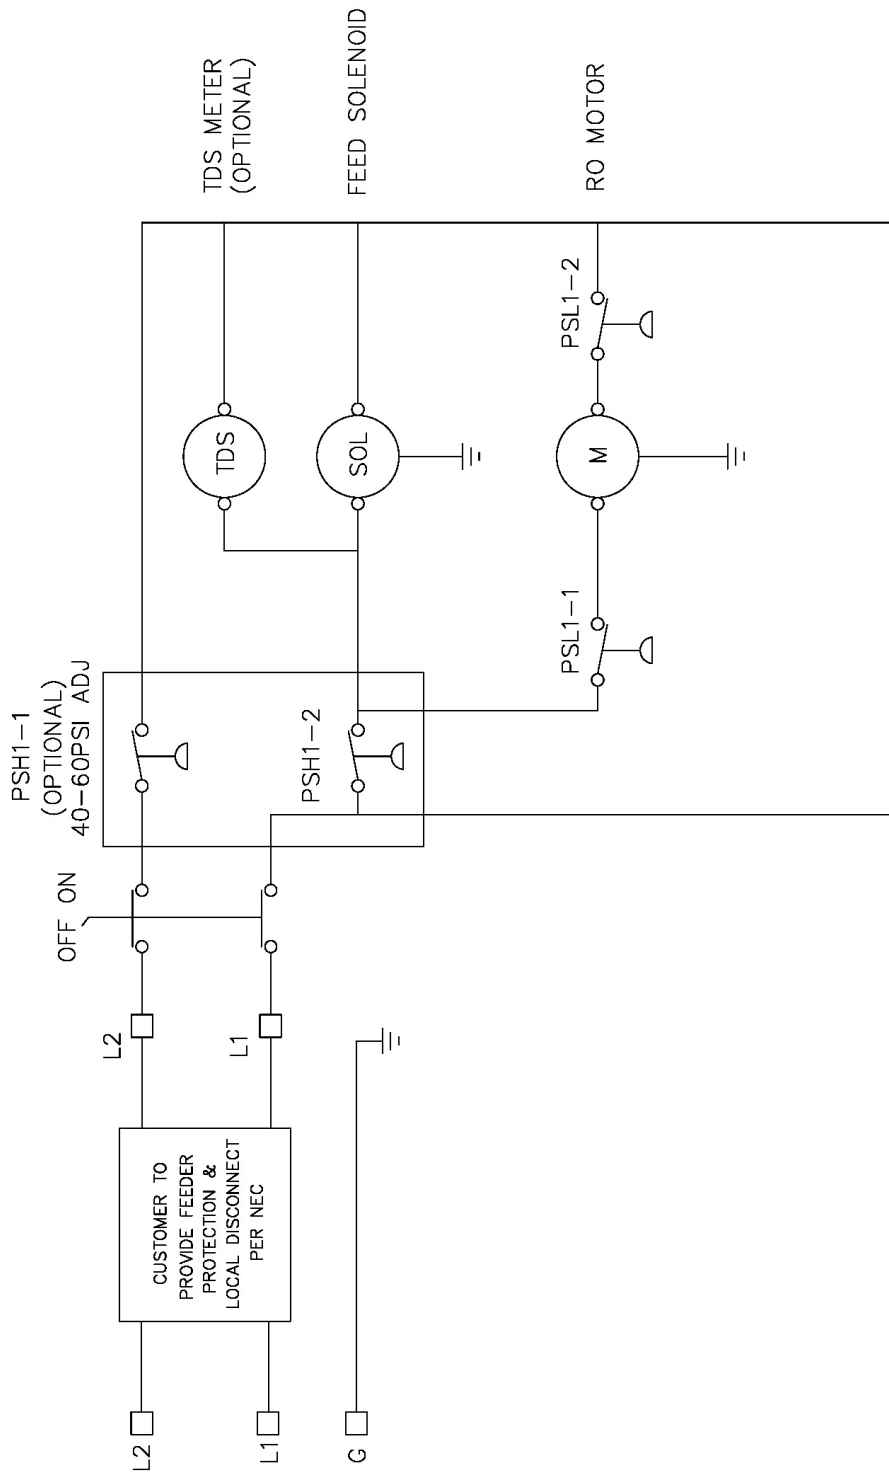 L2
L1
G
CUSTOMER TO
PROVIDE FEEDER
PROTECTION &
LOCAL DISCONNECT
PER NEC
L2
L1
OFF ON
PSH1-1
(OPTIONAL)
40-60PSI ADJ
PSH1-2
PSL1-1
TDS
SOL
M
PSL1-2
TDS METER
(OPTIONAL)
FEED SOLENOID
RO MOTOR